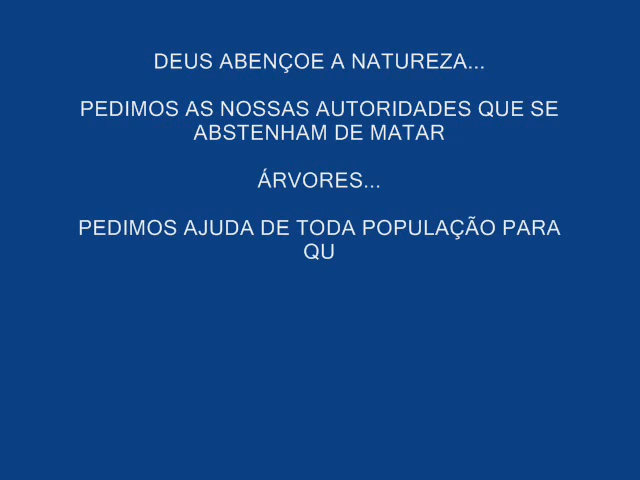 DEUS ABENÇOE A NATUREZA...
PEDIMOS AS NOSSAS AUTORIDADES QUE SE
ABSTENHAM DE MATAR
ÁRVORES...
PEDIMOS AJUDA DE TODA POPULAÇÃO PARA
QU